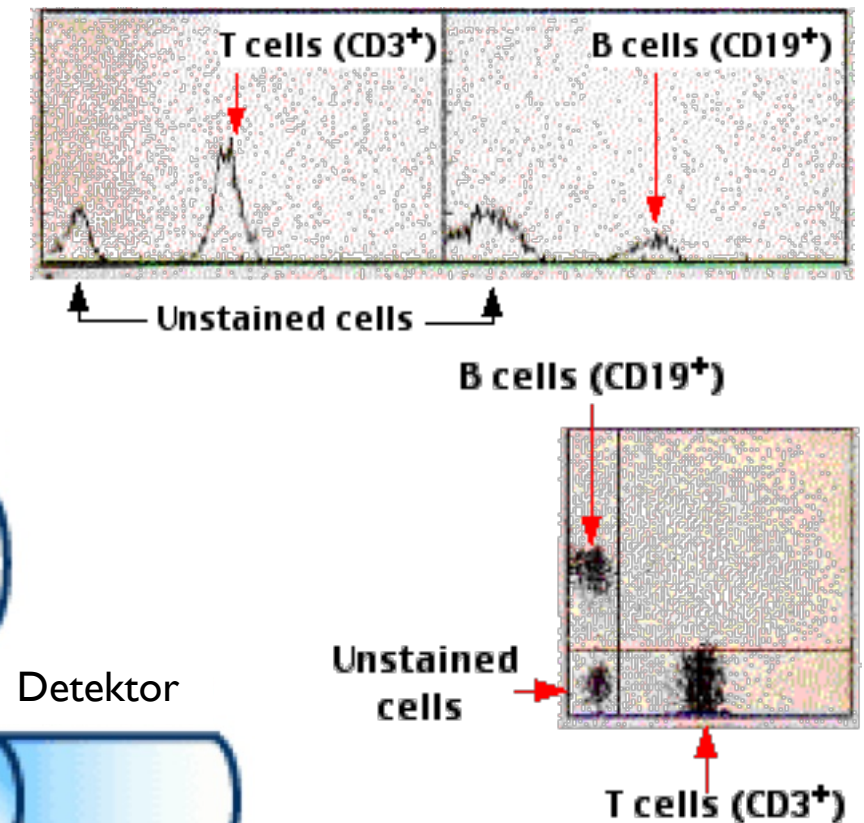 T cells (CD3⁺)
B cells (CD19⁺)
Unstained cells
B cells (CD19⁺)
Unstained
cells
Detektor
T cells (CD3⁺)